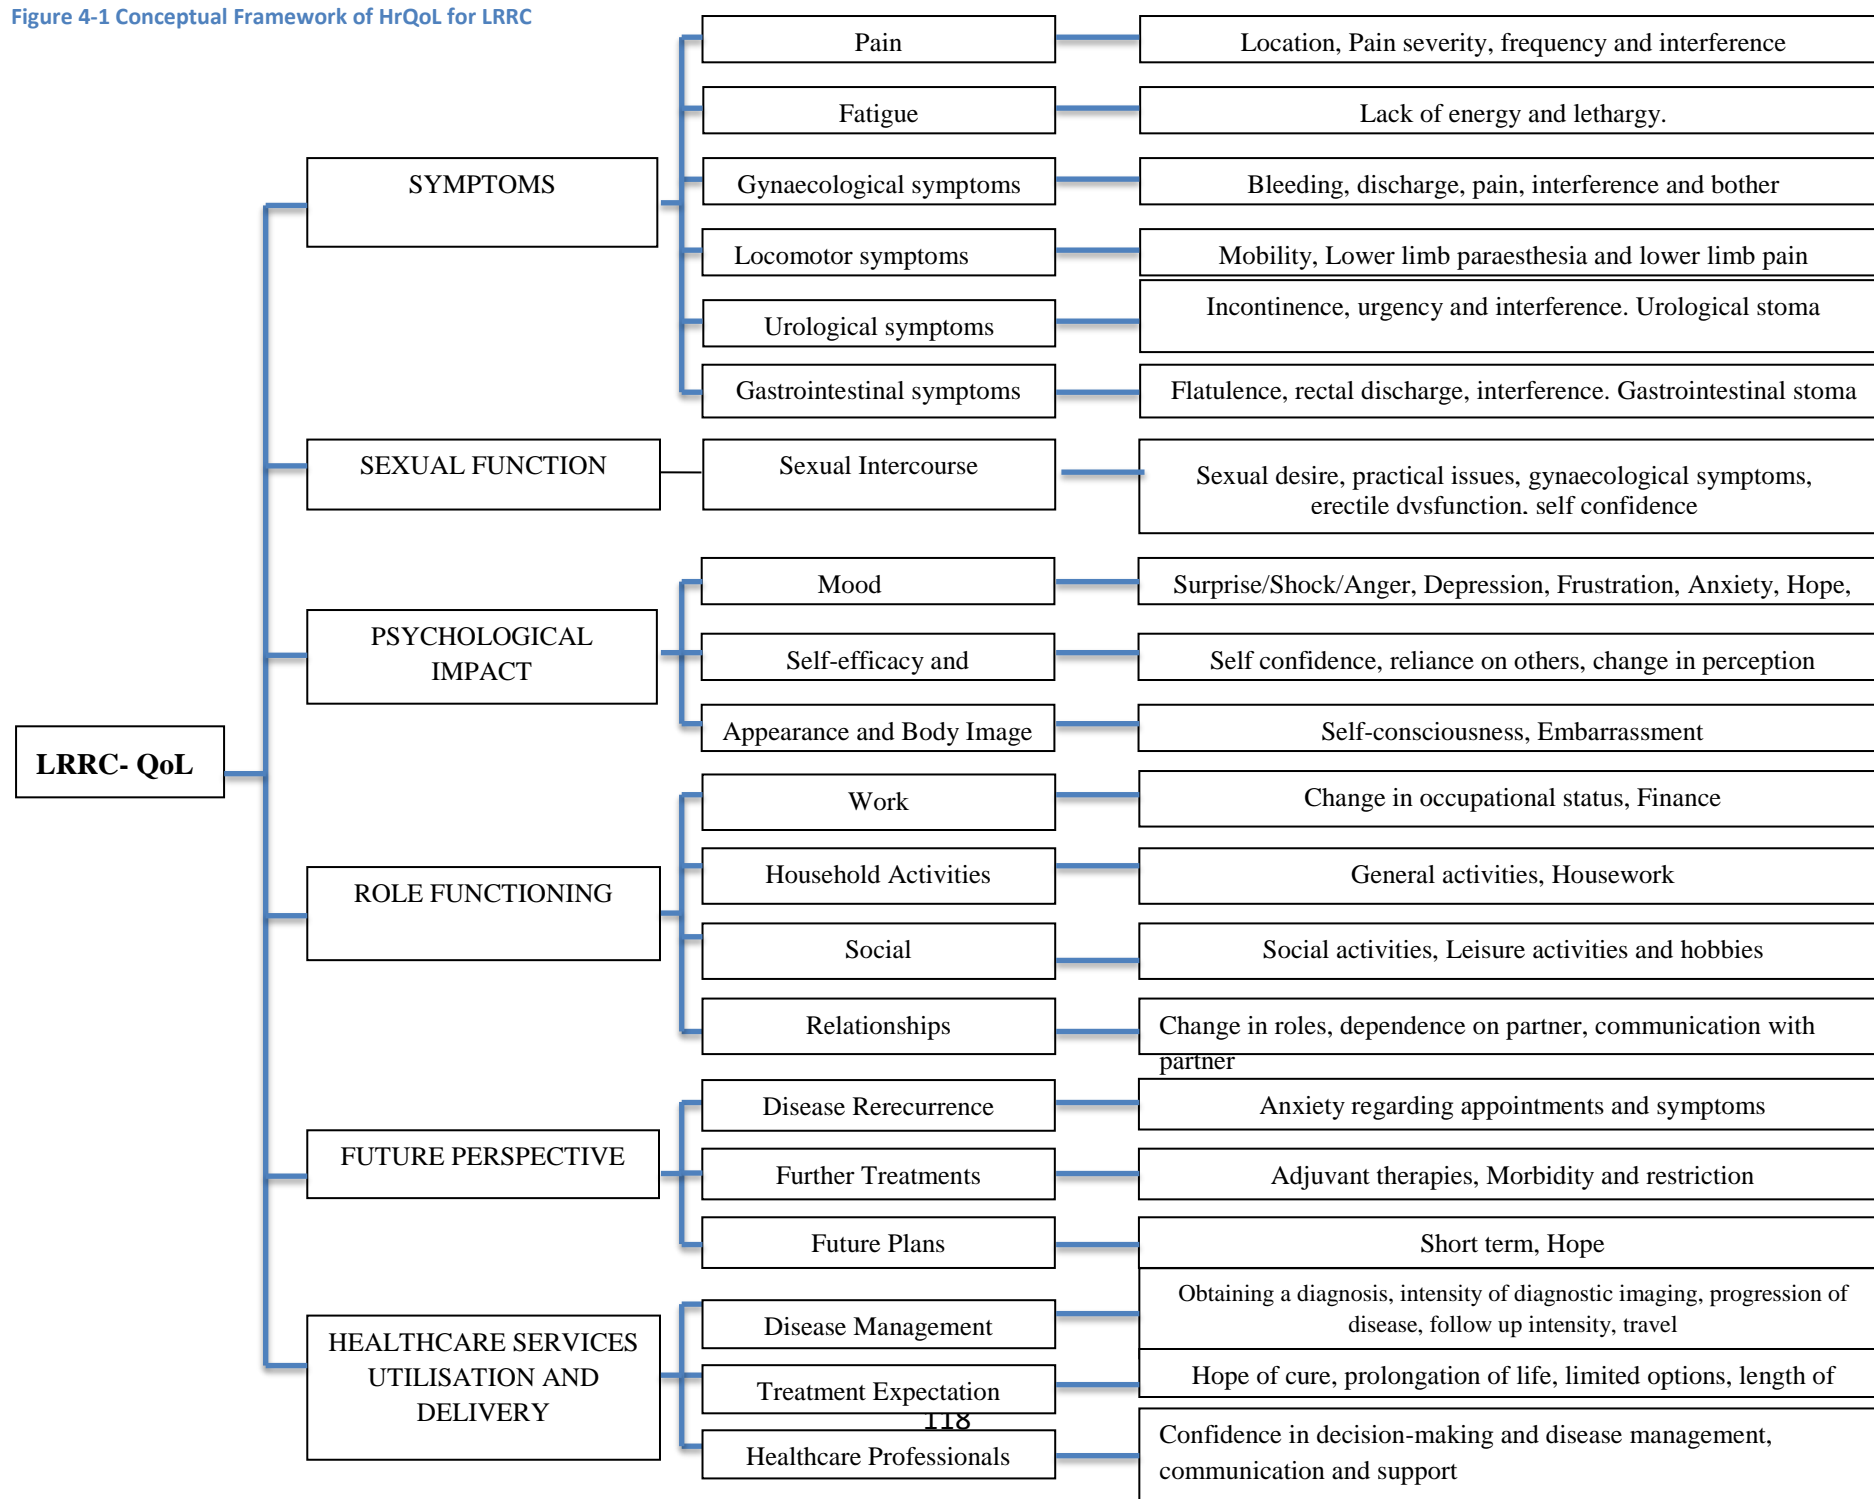 Figure 4-1 Conceptual Framework of HrQoL for LRRC
LRRC- QoL
SYMPTOMS
Pain
Location, Pain severity, frequency and interference
Fatigue
Lack of energy and lethargy.
Gynaecological symptoms
Bleeding, discharge, pain, interference and bother
Locomotor symptoms
Mobility, Lower limb paraesthesia and lower limb pain
Urological symptoms
Incontinence, urgency and interference. Urological stoma
Gastrointestinal symptoms
Flatulence, rectal discharge, interference. Gastrointestinal stoma
SEXUAL FUNCTION
Sexual Intercourse
Sexual desire, practical issues, gynaecological symptoms,
erectile dysfunction, self confidence
PSYCHOLOGICAL
IMPACT
Mood
Surprise/Shock/Anger, Depression, Frustration, Anxiety, Hope,
Self-efficacy and
Self confidence, reliance on others, change in perception
Appearance and Body Image
Self-consciousness, Embarrassment
ROLE FUNCTIONING
Work
Change in occupational status, Finance
Household Activities
General activities, Housework
Social
Social activities, Leisure activities and hobbies
Relationships
Change in roles, dependence on partner, communication with
partner
FUTURE PERSPECTIVE
Disease Rerecurrence
Anxiety regarding appointments and symptoms
Further Treatments
Adjuvant therapies, Morbidity and restriction
Future Plans
Short term, Hope
HEALTHCARE SERVICES
UTILISATION AND
DELIVERY
Disease Management
Obtaining a diagnosis, intensity of diagnostic imaging, progression of
disease, follow up intensity, travel
Treatment Expectation
Hope of cure, prolongation of life, limited options, length of
Healthcare Professionals
Confidence in decision-making and disease management,
communication and support
118